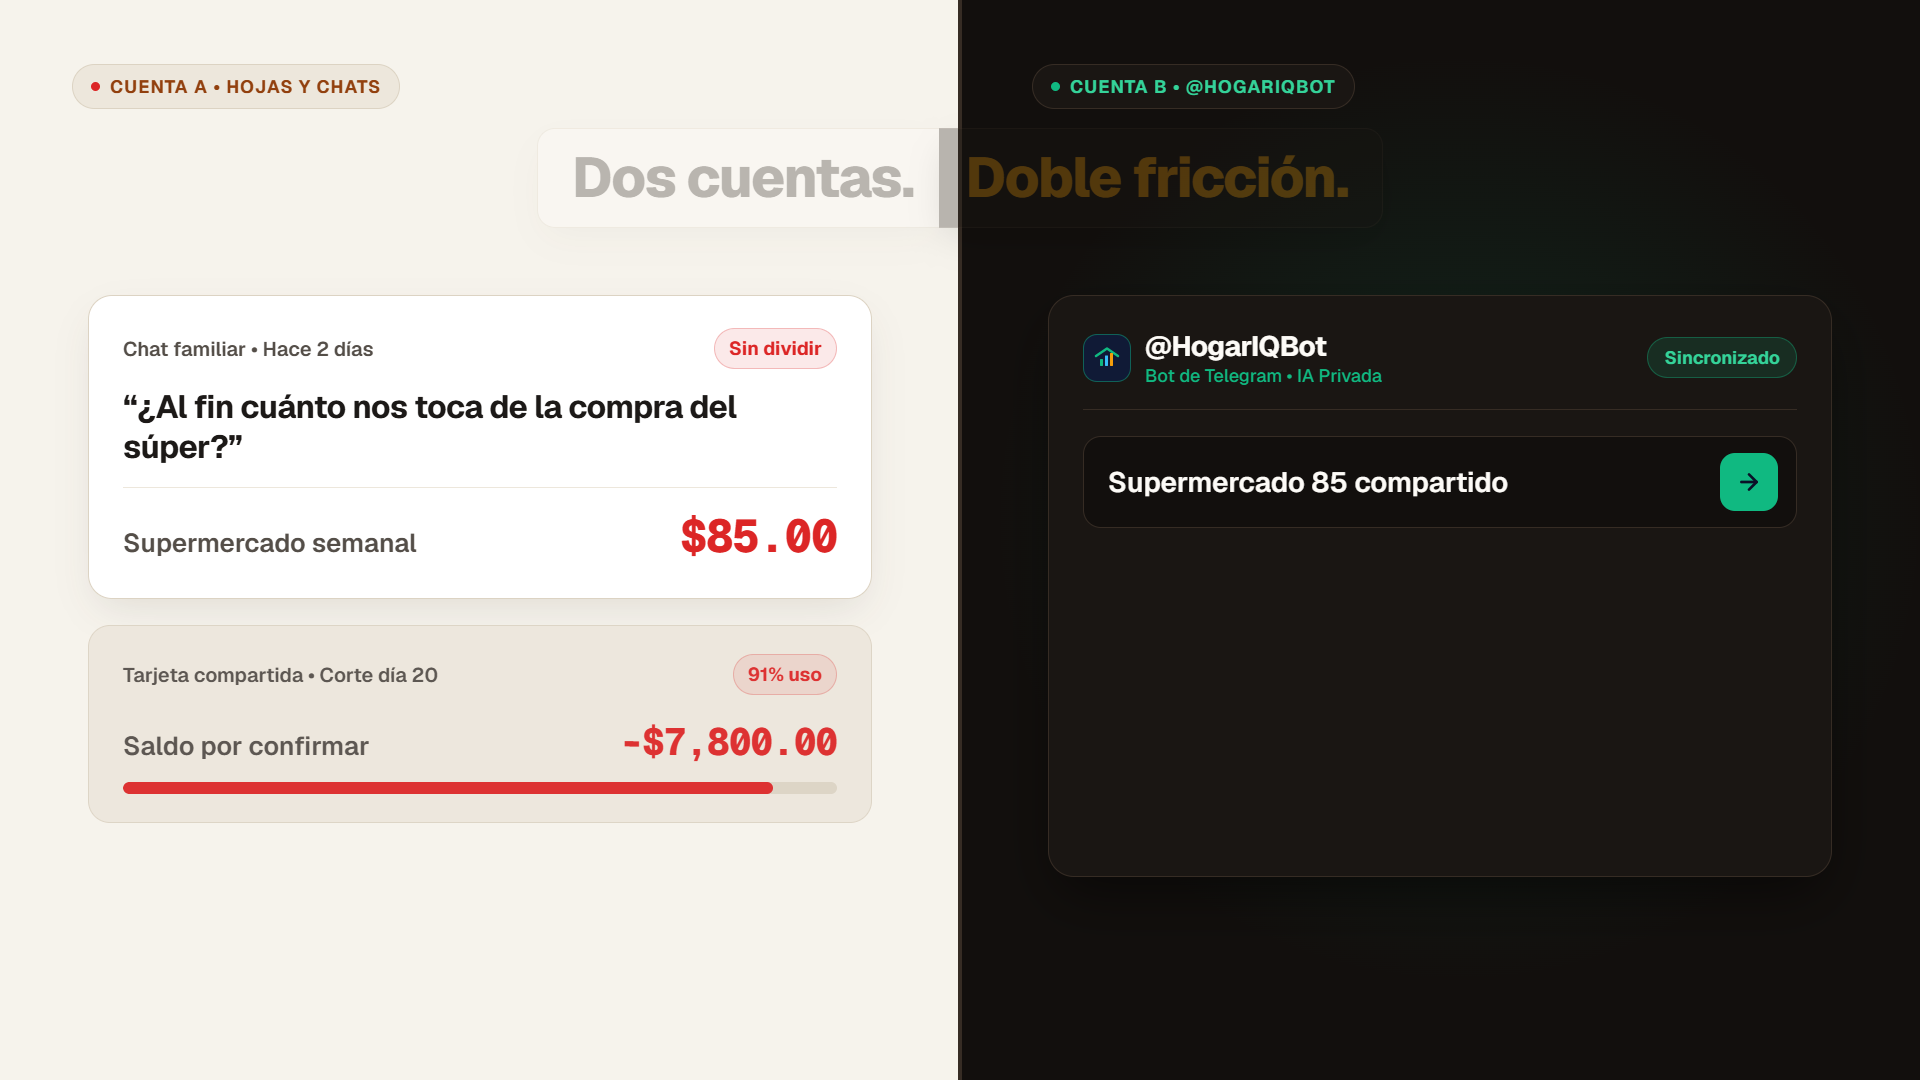 CUENTA A • HOJAS Y CHATS
CUENTA B • @HOGARIQBOT
Dos cuentas. Doble fricción.
Chat familiar • Hace 2 días
Sin dividir
“¿Al fin cuánto nos toca de la compra del
súper?”
Supermercado semanal
$85.00
Tarjeta compartida • Corte día 20
91% uso
Saldo por confirmar
-$7,800.00
@HogarIQBot
Bot de Telegram • IA Privada
Sincronizado
Supermercado 85 compartido